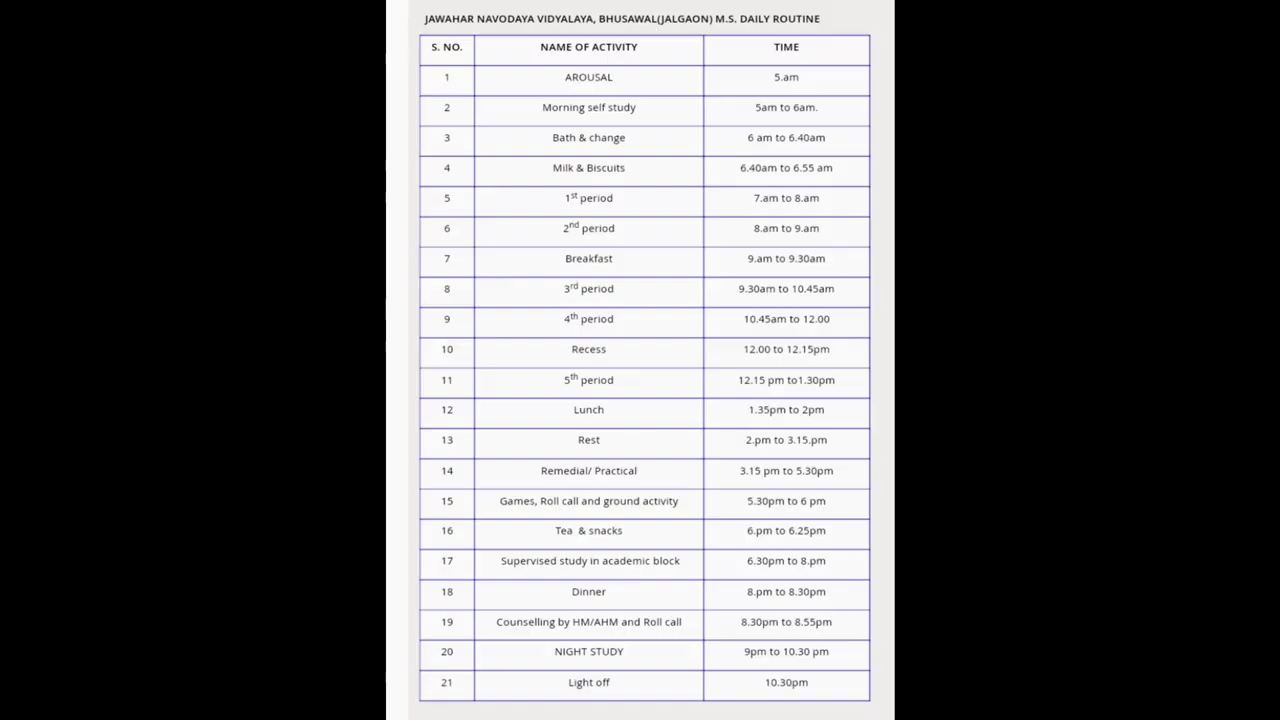 JAWAHAR NAVODAYA VIDYALAYA, BHUSAWAL(JALGAON) M.S. DAILY ROUTINE
S. NO. NAME OF ACTIVITY TIME
1 AROUSAL 5.am
2 Morning self study 5am to 6am.
3 Bath & change 6 am to 6.40am
4 Milk & Biscuits 6.40am to 6.55 am
5 1st period 7.am to 8.am
6 2nd period 8.am to 9.am
7 Breakfast 9.am to 9.30am
8 3rd period 9.30am to 10.45am
9 4th period 10.45am to 12.00
10 Recess 12.00 to 12.15pm
11 5th period 12.15 pm to1.30pm
12 Lunch 1.35pm to 2pm
13 Rest 2.pm to 3.15.pm
14 Remedial/ Practical 3.15 pm to 5.30pm
15 Games, Roll call and ground activity 5.30pm to 6 pm
16 Tea & snacks 6.pm to 6.25pm
17 Supervised study in academic block 6.30pm to 8.pm
18 Dinner 8.pm to 8.30pm
19 Counselling by HM/AHM and Roll call 8.30pm to 8.55pm
20 NIGHT STUDY 9pm to 10.30 pm
21 Light off 10.30pm